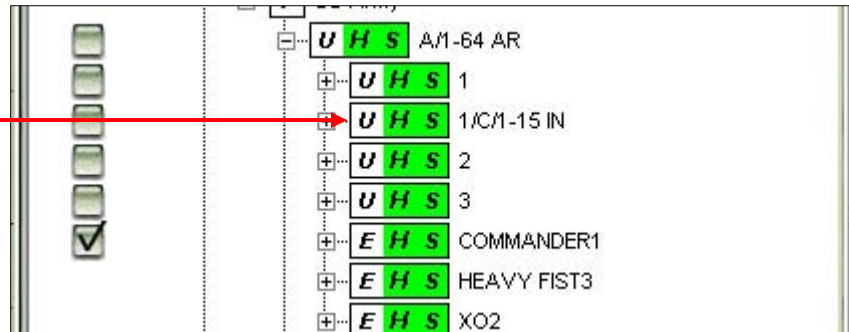 U H S A/1-64 AR
U H S 1
U H S 1/C/1-15 IN
U H S 2
U H S 3
E H S COMMANDER1
E H S HEAVY FIST3
E H S XO2